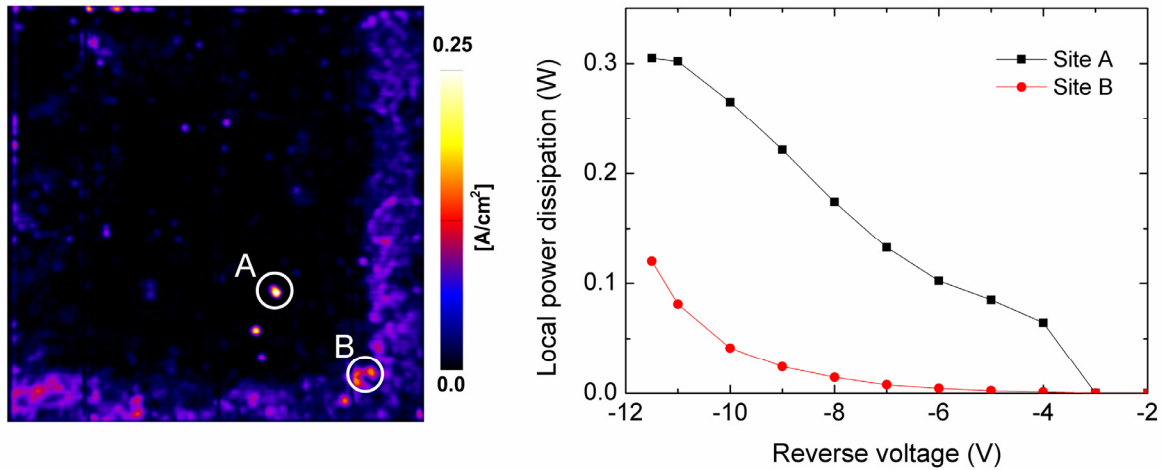 0.25
[A/cm²]
0.0
A
B
Local power dissipation (W)
0.3
0.2
0.1
0.0
Site A
Site B
-12 -10 -8 -6 -4 -2
Reverse voltage (V)